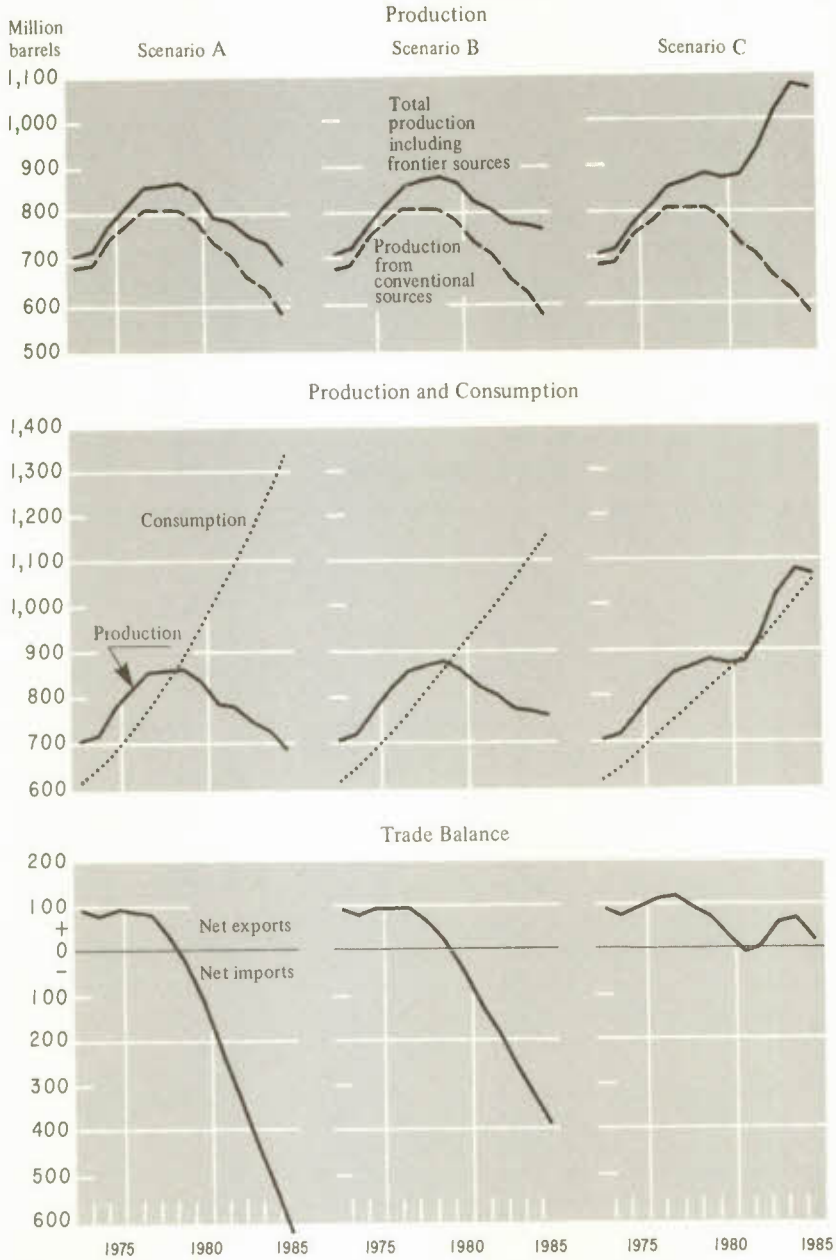 Production
Million
barrels
Scenario A
Scenario B
Scenario C
1,100
1,000
900
800
700
600
500
Total
production
including
frontier sources
Production
from
conventional
sources
Production and Consumption
1,400
1,300
1,200
1,100
1,000
900
800
700
600
Consumption
Production
Trade Balance
200
100
+
0
−
100
200
300
400
500
600
Net exports
Net imports
1975
1980
1985
1975
1980
1985
1975
1980
1985